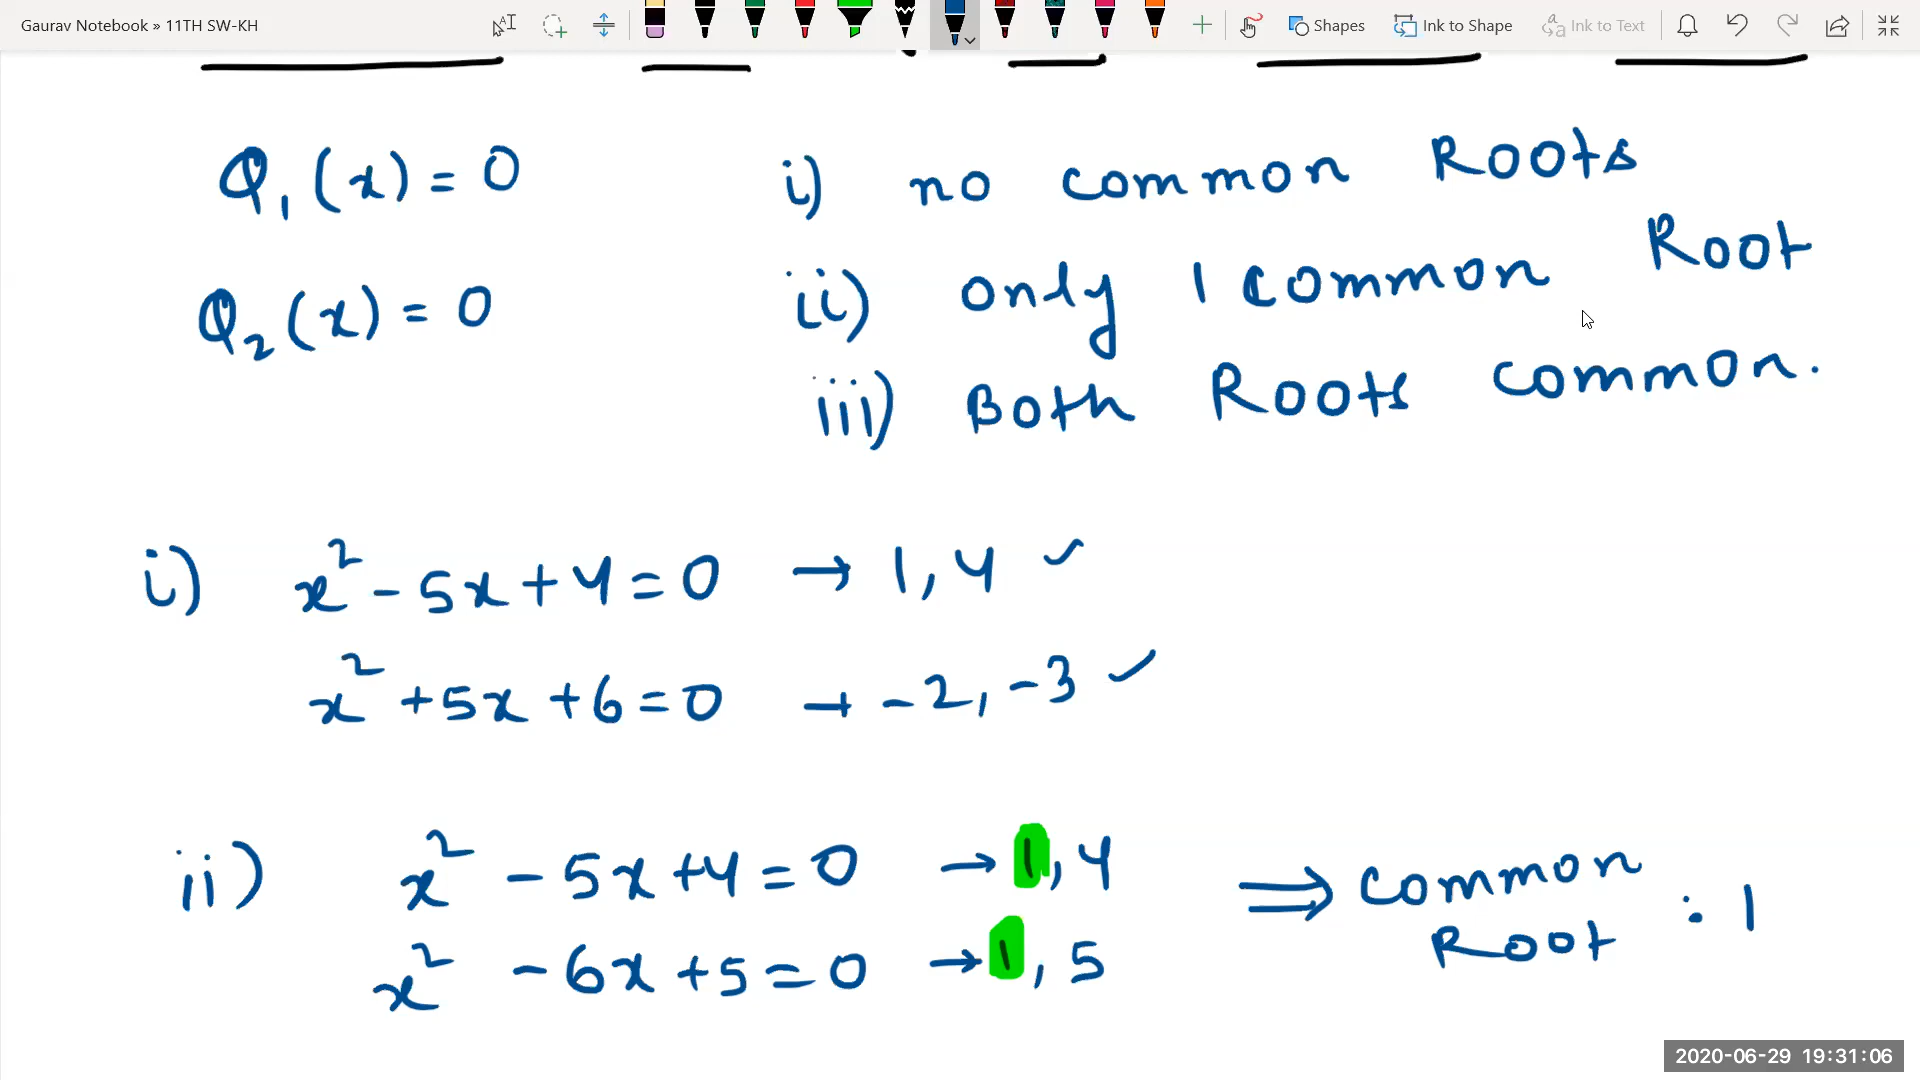 Gaurav Notebook » 11TH SW-KH
Shapes
Ink to Shape
Ink to Text
Q₁(x) = 0
Q₂(x) = 0
i) no common Roots
ii) only 1 common Root
iii) Both Roots common.
i) x² - 5x + 4 = 0 → 1, 4 ✓
x² + 5x + 6 = 0 → -2, -3 ✓
ii) x² - 5x + 4 = 0 → 1, 4
x² - 6x + 5 = 0 → 1, 5
⇒ common Root : 1
2020-06-29 19:31:06